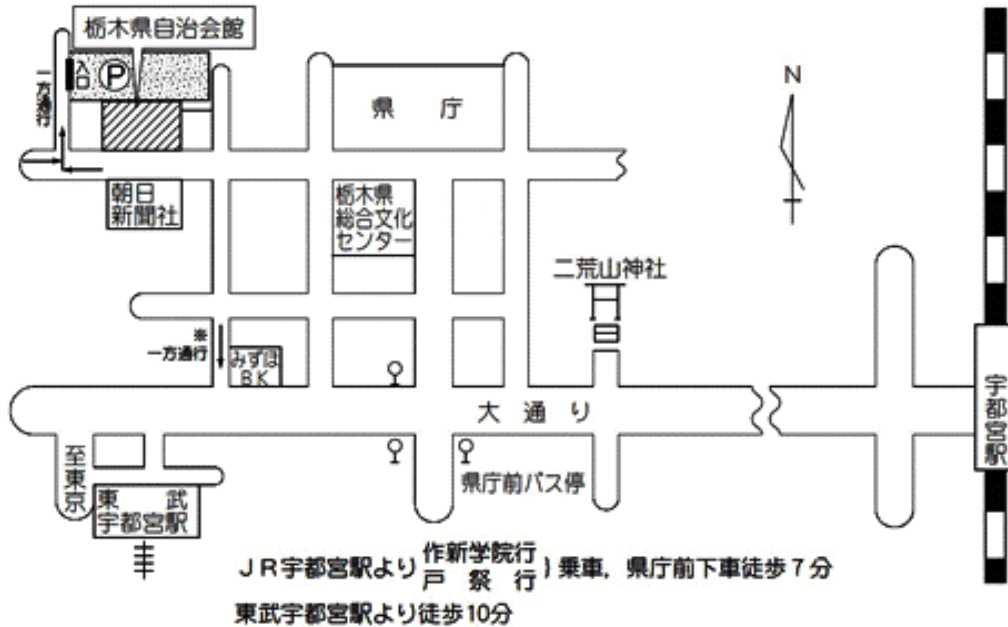 栃木県自治会館
入口
P
一方通行
県 庁
N
朝日
新聞社
栃木県
総合文化
センター
二荒山神社
※
一方通行
みずほ
BK
大 通 り
宇都宮駅
至東京
東 武
宇都宮駅
県庁前バス停
JR宇都宮駅より 作新学院行
戸 祭 行 } 乗車,県庁前下車徒歩7分
東武宇都宮駅より徒歩10分